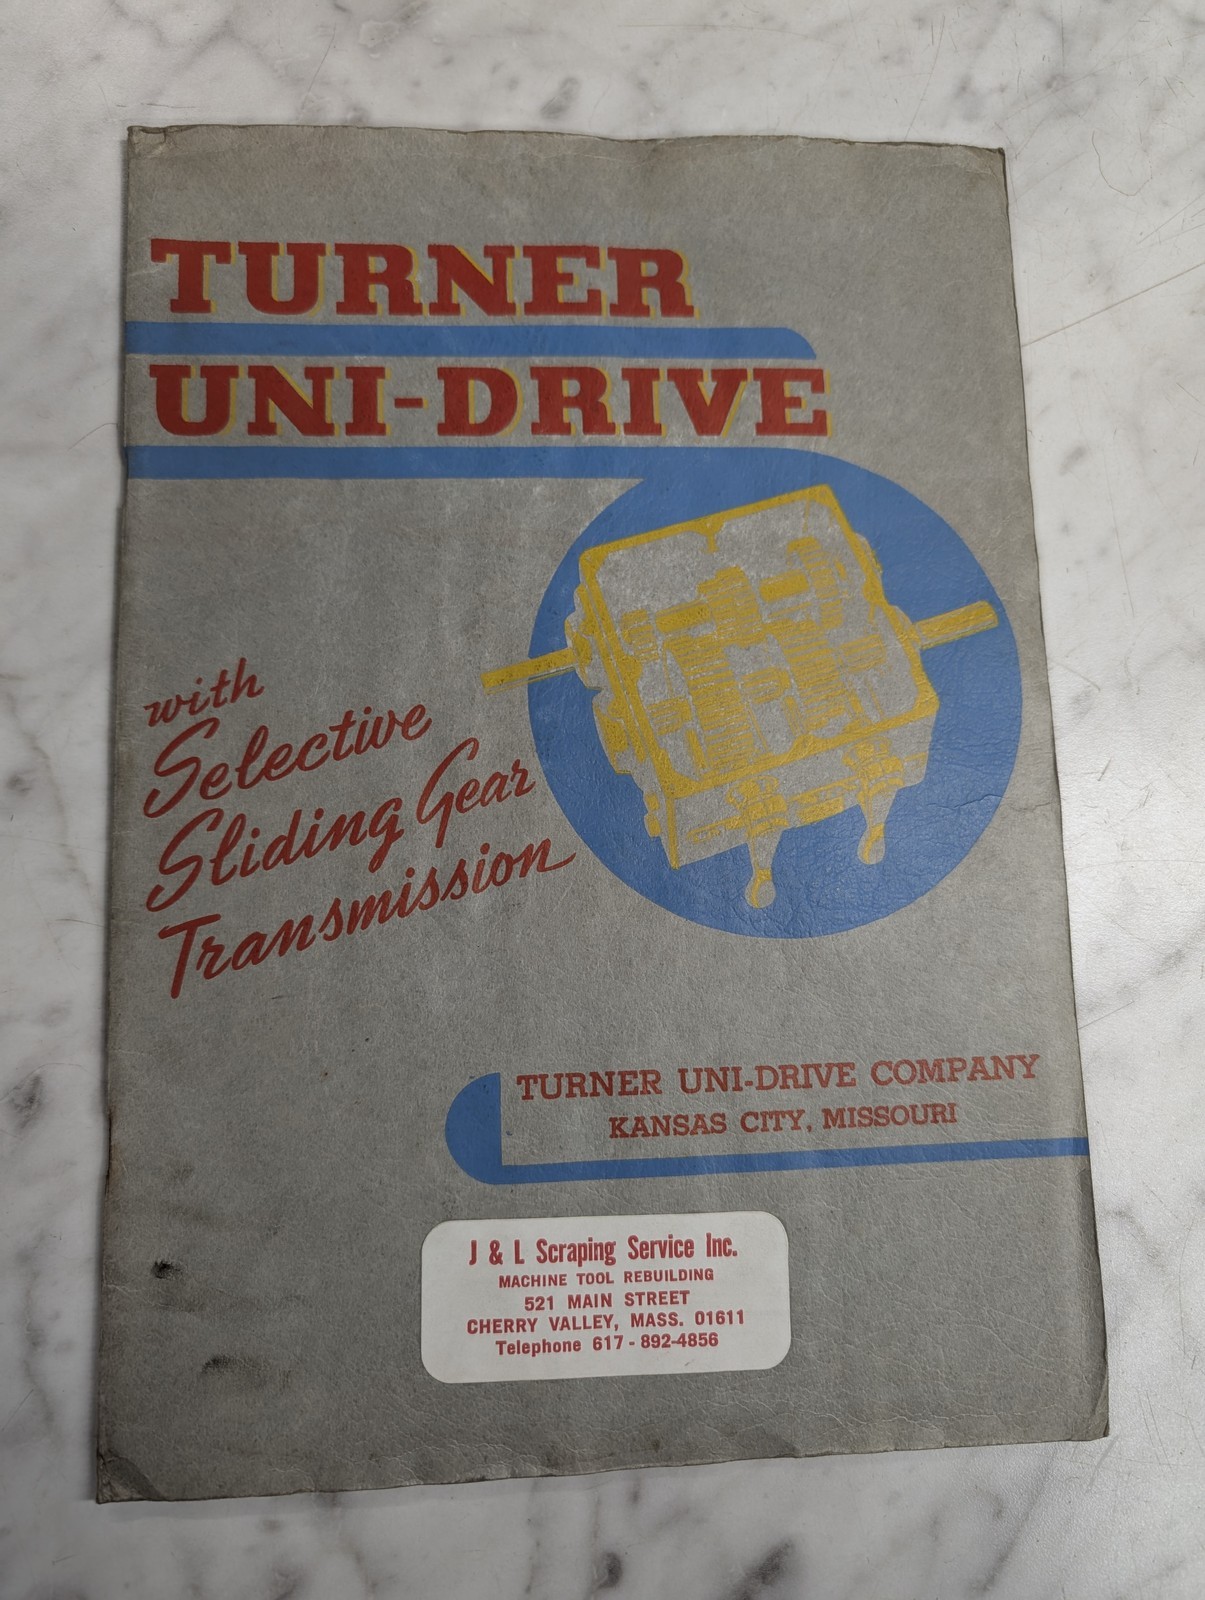 TURNER
UNI-DRIVE
with
Selective
Sliding Gear
Transmission
TURNER UNI-DRIVE COMPANY
KANSAS CITY, MISSOURI
J & L Scraping Service Inc.
MACHINE TOOL REBUILDING
521 MAIN STREET
CHERRY VALLEY, MASS. 01611
Telephone 617-892-4856